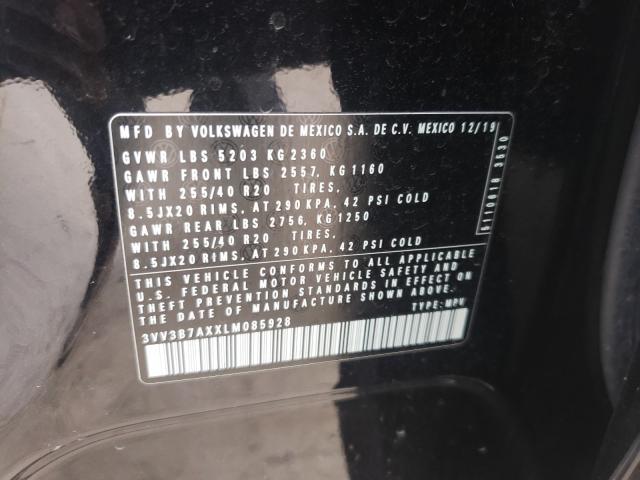 MFD BY VOLKSWAGEN DE MEXICO S.A. DE C.V. MEXICO 12/19
GVWR LBS 5203 KG 2360
GAWR FRONT LBS 2557, KG 1160
WITH 255/40 R20 TIRES,
8.5JX20 RIMS, AT 290 KPA, 42 PSI COLD
GAWR REAR LBS 2756, KG 1250
WITH 255/40 R20 TIRES,
8.5JX20 RIMS, AT 290 KPA, 42 PSI COLD
THIS VEHICLE CONFORMS TO ALL APPLICABLE
U.S. FEDERAL MOTOR VEHICLE SAFETY AND
THEFT PREVENTION STANDARDS IN EFFECT ON
THE DATE OF MANUFACTURE SHOWN ABOVE.
3VV3B7AXXLM085928 TYPE: MPV